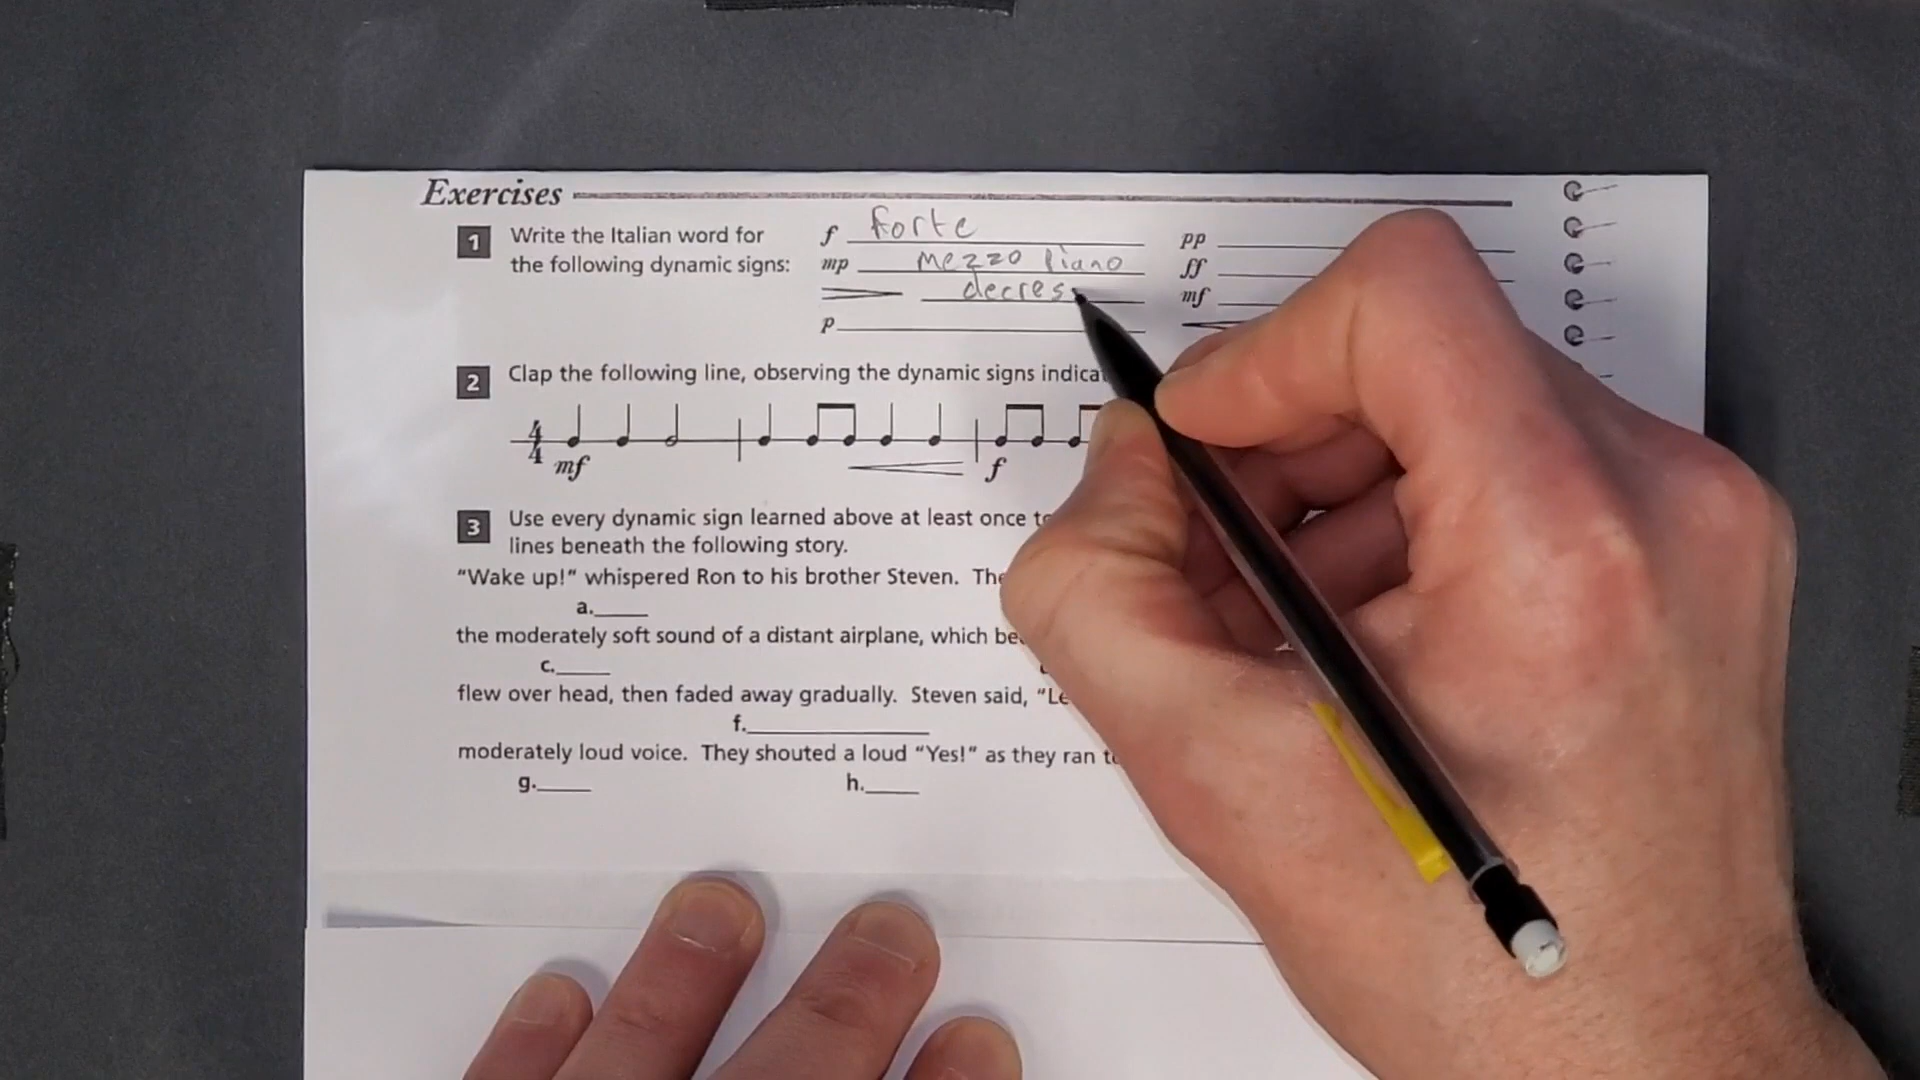 Exercises
1 Write the Italian word for
the following dynamic signs:
f forte
mp mezzo piano
decres
p
pp
ff
mf
2 Clap the following line, observing the dynamic signs
4
4
mf f
3 Use every dynamic sign learned above at least once
lines beneath the following story.
“Wake up!” whispered Ron to his brother Steven.
a.
the moderately soft sound of a distant airplane, which
c.
flew over head, then faded away gradually. Steven said,
f.
moderately loud voice. They shouted a loud “Yes!” as they ran
g. h.